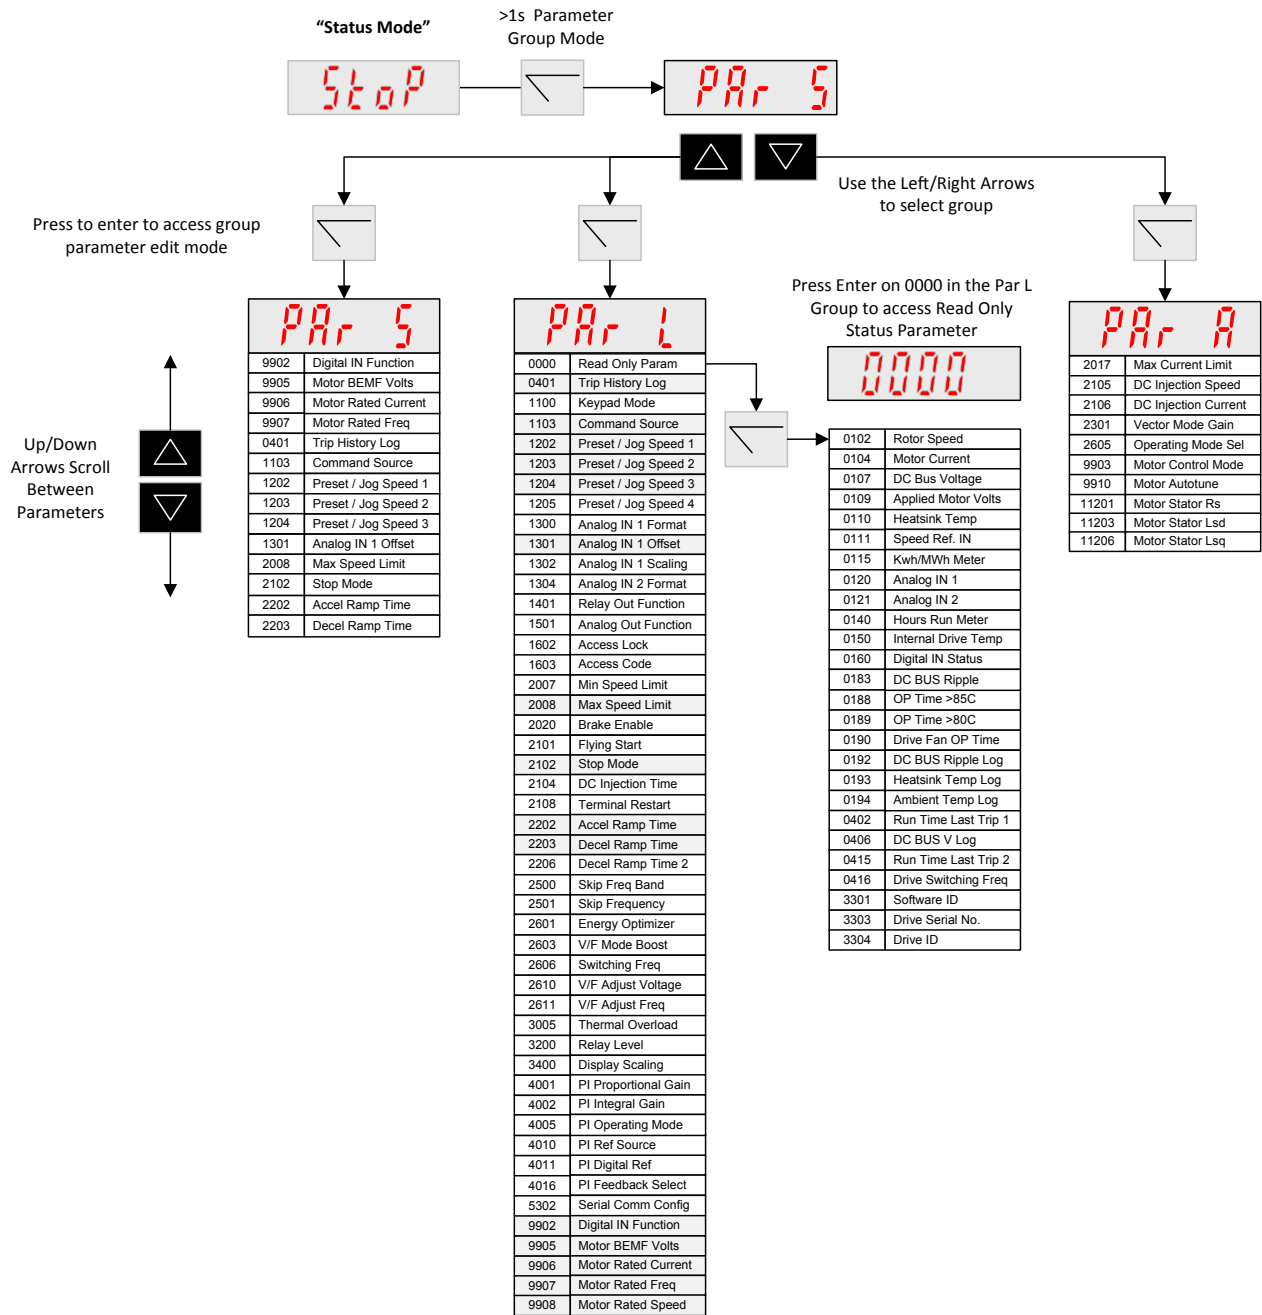 “Status Mode”
>1s  Parameter
Group Mode
StoP
PAr S
Use the Left/Right Arrows
to select group
Press to enter to access group
parameter edit mode
Up/Down
Arrows Scroll
Between
Parameters
PAr S
9902 Digital IN Function
9905 Motor BEMF Volts
9906 Motor Rated Current
9907 Motor Rated Freq
0401 Trip History Log
1103 Command Source
1202 Preset / Jog Speed 1
1203 Preset / Jog Speed 2
1204 Preset / Jog Speed 3
1301 Analog IN 1 Offset
2008 Max Speed Limit
2102 Stop Mode
2202 Accel Ramp Time
2203 Decel Ramp Time
PAr L
0000 Read Only Param
0401 Trip History Log
1100 Keypad Mode
1103 Command Source
1202 Preset / Jog Speed 1
1203 Preset / Jog Speed 2
1204 Preset / Jog Speed 3
1205 Preset / Jog Speed 4
1300 Analog IN 1 Format
1301 Analog IN 1 Offset
1302 Analog IN 1 Scaling
1304 Analog IN 2 Format
1401 Relay Out Function
1501 Analog Out Function
1602 Access Lock
1603 Access Code
2007 Min Speed Limit
2008 Max Speed Limit
2020 Brake Enable
2101 Flying Start
2102 Stop Mode
2104 DC Injection Time
2108 Terminal Restart
2202 Accel Ramp Time
2203 Decel Ramp Time
2206 Decel Ramp Time 2
2500 Skip Freq Band
2501 Skip Frequency
2601 Energy Optimizer
2603 V/F Mode Boost
2606 Switching Freq
2610 V/F Adjust Voltage
2611 V/F Adjust Freq
3005 Thermal Overload
3200 Relay Level
3400 Display Scaling
4001 PI Proportional Gain
4002 PI Integral Gain
4005 PI Operating Mode
4010 PI Ref Source
4011 PI Digital Ref
4016 PI Feedback Select
5302 Serial Comm Config
9902 Digital IN Function
9905 Motor BEMF Volts
9906 Motor Rated Current
9907 Motor Rated Freq
9908 Motor Rated Speed
Press Enter on 0000 in the Par L
Group to access Read Only
Status Parameter
0000
0102 Rotor Speed
0104 Motor Current
0107 DC Bus Voltage
0109 Applied Motor Volts
0110 Heatsink Temp
0111 Speed Ref. IN
0115 Kwh/MWh Meter
0120 Analog IN 1
0121 Analog IN 2
0140 Hours Run Meter
0150 Internal Drive Temp
0160 Digital IN Status
0183 DC BUS Ripple
0188 OP Time >85C
0189 OP Time >80C
0190 Drive Fan OP Time
0192 DC BUS Ripple Log
0193 Heatsink Temp Log
0194 Ambient Temp Log
0402 Run Time Last Trip 1
0406 DC BUS V Log
0415 Run Time Last Trip 2
0416 Drive Switching Freq
3301 Software ID
3303 Drive Serial No.
3304 Drive ID
PAr A
2017 Max Current Limit
2105 DC Injection Speed
2106 DC Injection Current
2301 Vector Mode Gain
2605 Operating Mode Sel
9903 Motor Control Mode
9910 Motor Autotune
11201 Motor Stator Rs
11203 Motor Stator Lsd
11206 Motor Stator Lsq